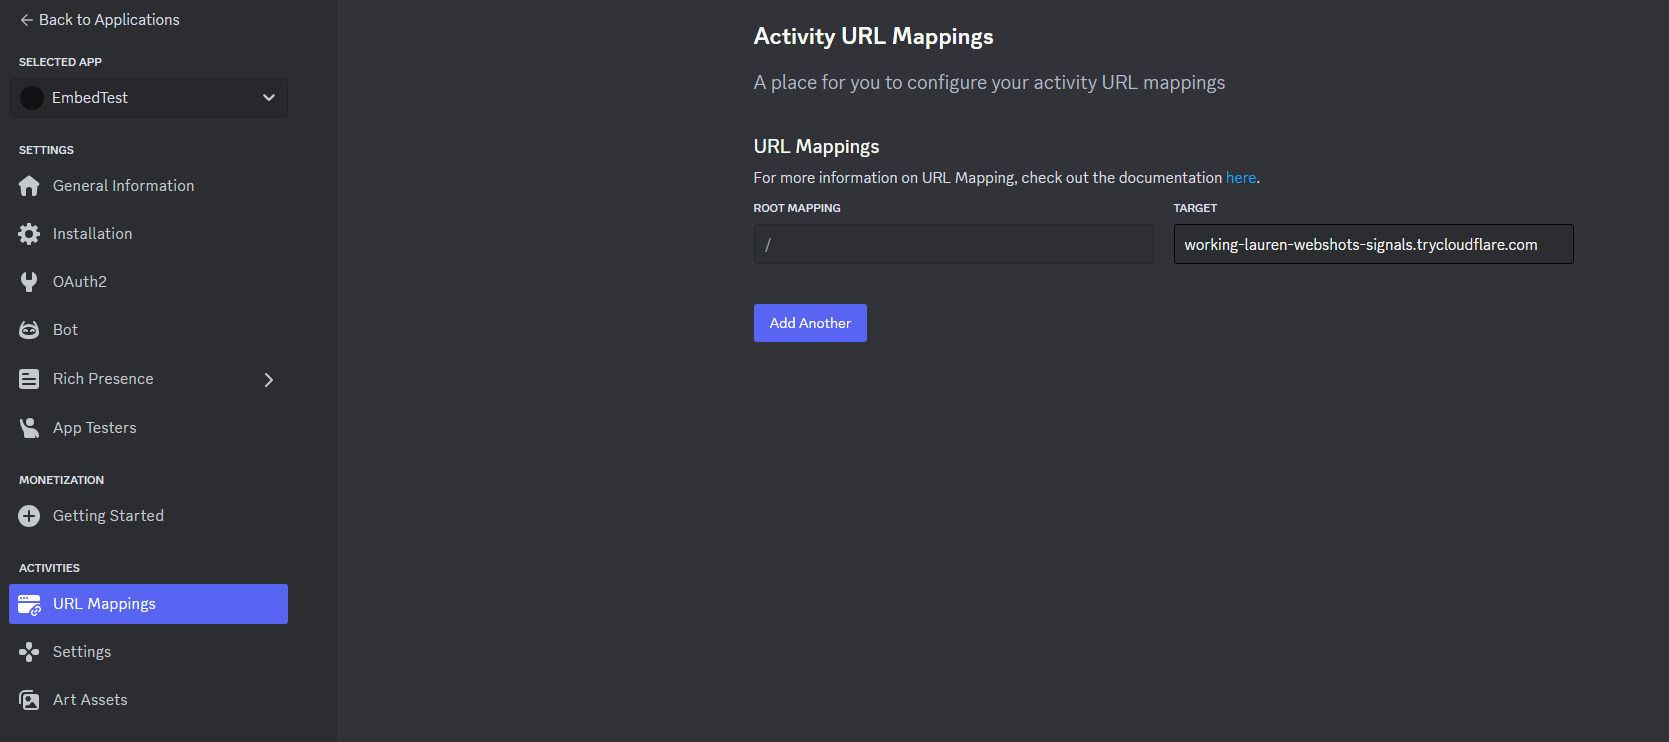 Back to Applications
SELECTED APP
EmbedTest
SETTINGS
General Information
Installation
OAuth2
Bot
Rich Presence
App Testers
MONETIZATION
Getting Started
ACTIVITIES
URL Mappings
Settings
Art Assets
Activity URL Mappings
A place for you to configure your activity URL mappings
URL Mappings
For more information on URL Mapping, check out the documentation here.
ROOT MAPPING
/
TARGET
working-lauren-webshots-signals.trycloudflare.com
Add Another